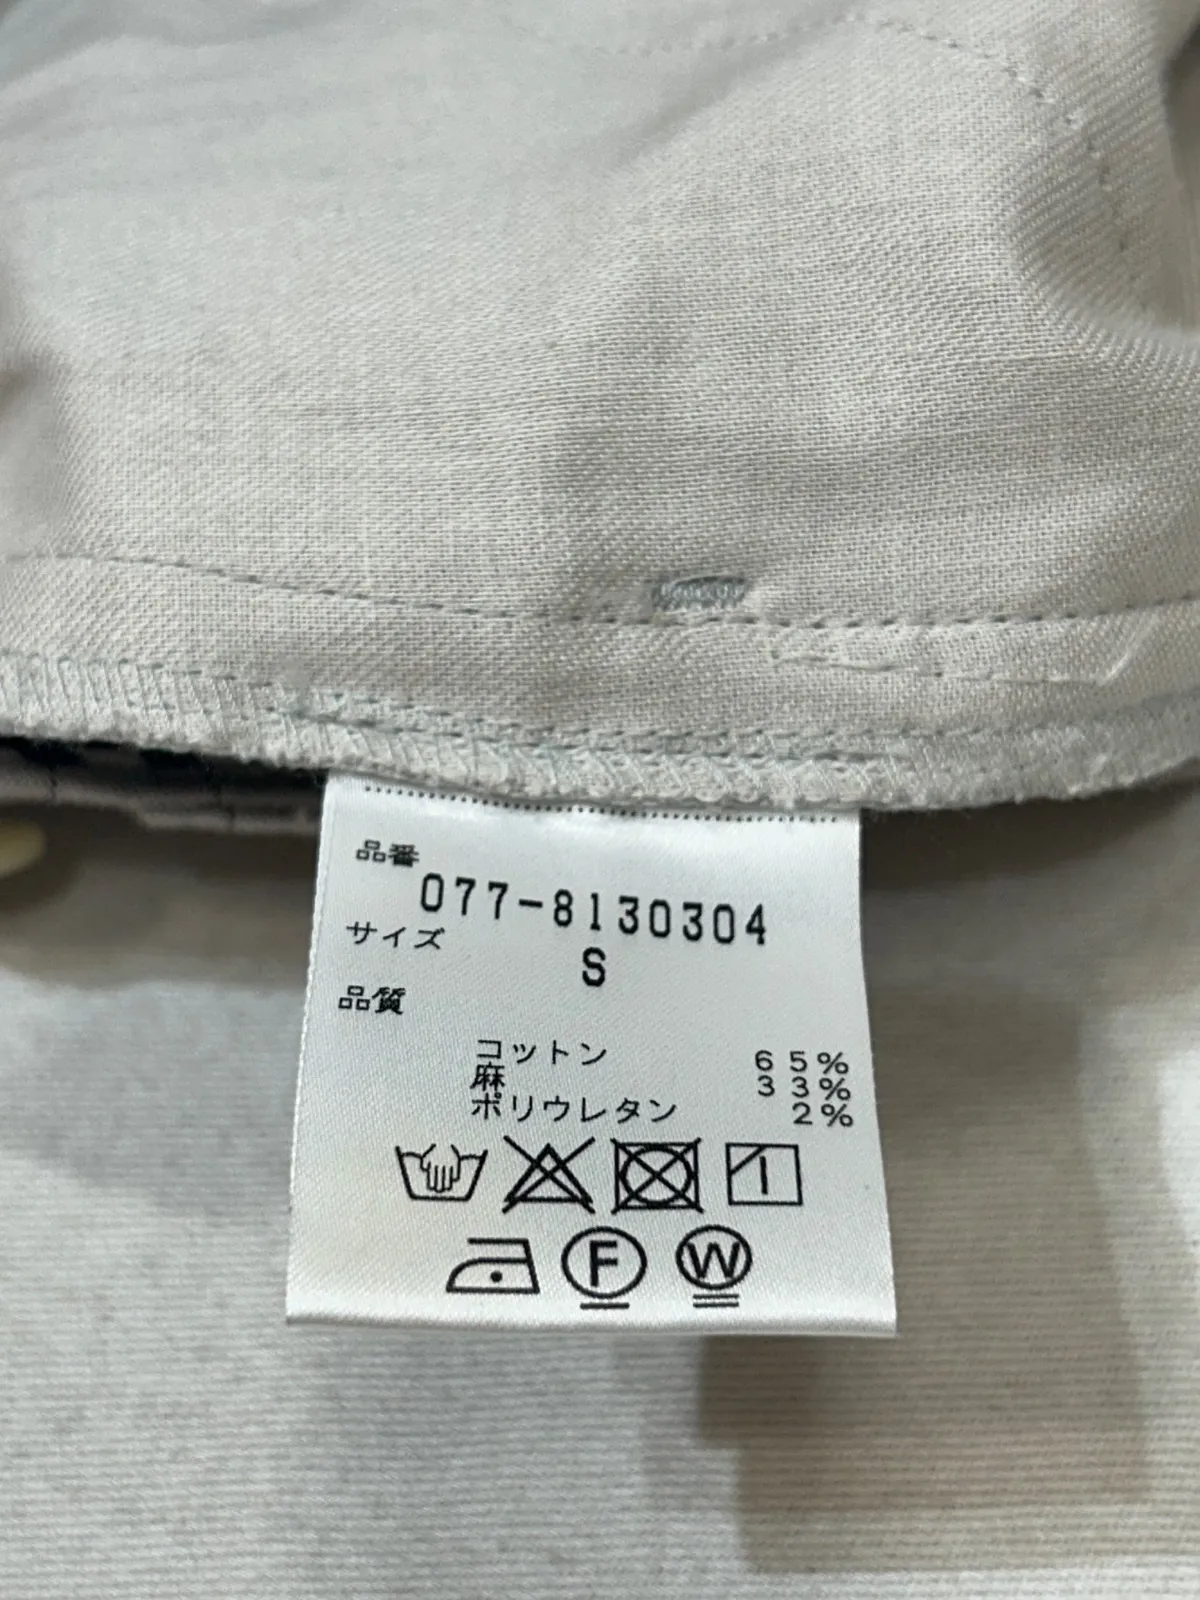 品番
077-8130304
サイズ
S
品質
コットン 65%
麻 33%
ポリウレタン 2%
F W